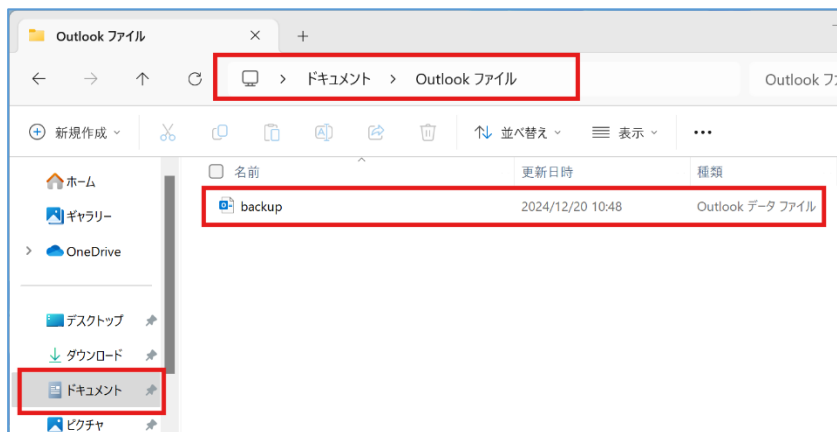 Outlook ファイル
ドキュメント > Outlook ファイル
Outlook
新規作成 並べ替え 表示
名前 更新日時 種類
backup 2024/12/20 10:48 Outlook データ ファイル
ホーム
ギャラリー
OneDrive
デスクトップ
ダウンロード
ドキュメント
ピクチャ